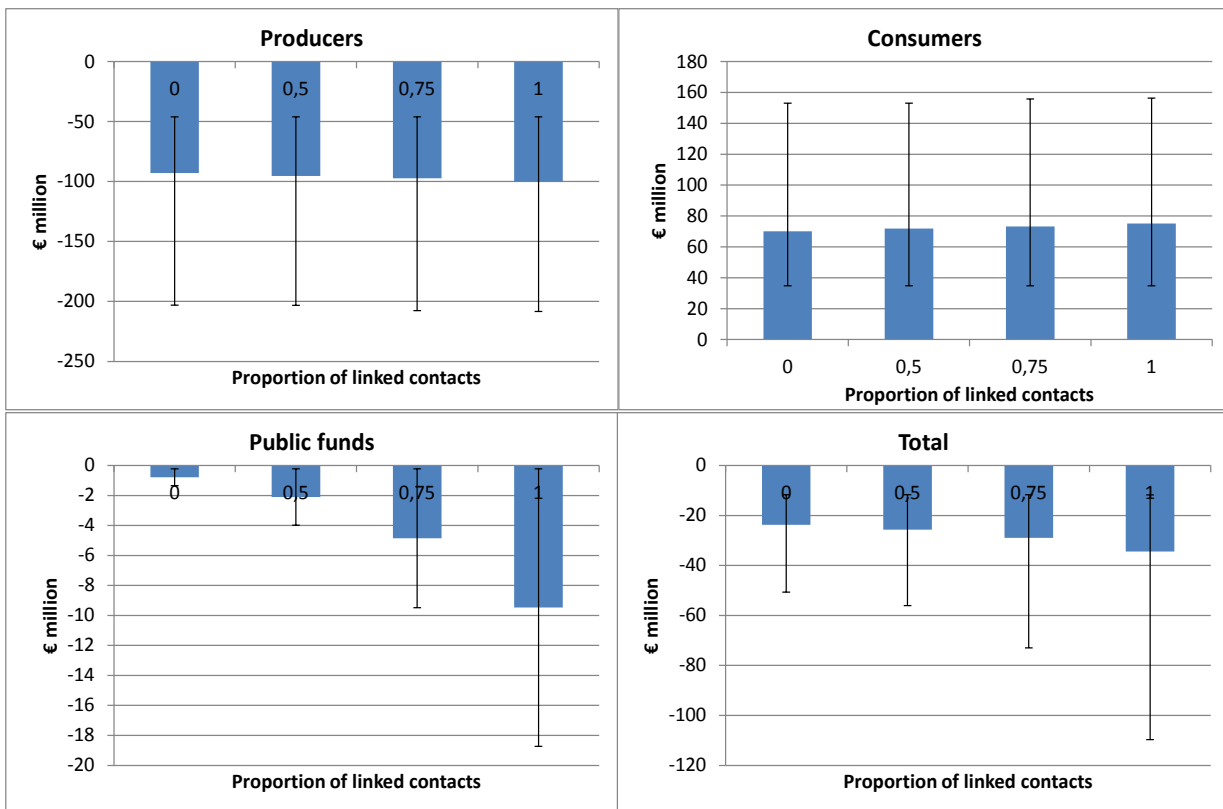 Producers
0
-50
-100
-150
-200
-250
€ million
0 0,5 0,75 1
Proportion of linked contacts
Consumers
180
160
140
120
100
80
60
40
20
0
€ million
0 0,5 0,75 1
Proportion of linked contacts
Public funds
0
-2
-4
-6
-8
-10
-12
-14
-16
-18
-20
€ million
0 0,5 0,75 1
Proportion of linked contacts
Total
0
-20
-40
-60
-80
-100
-120
€ million
0 0,5 0,75 1
Proportion of linked contacts